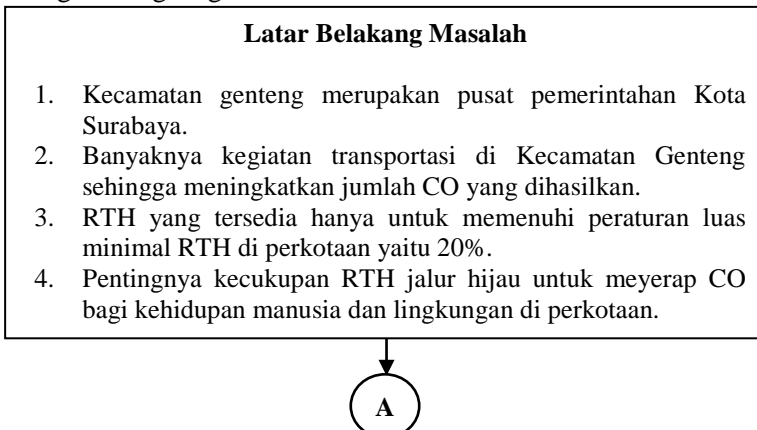 Latar Belakang Masalah
1. Kecamatan genteng merupakan pusat pemerintahan Kota
Surabaya.
2. Banyaknya kegiatan transportasi di Kecamatan Genteng
sehingga meningkatkan jumlah CO yang dihasilkan.
3. RTH yang tersedia hanya untuk memenuhi peraturan luas
minimal RTH di perkotaan yaitu 20%.
4. Pentingnya kecukupan RTH jalur hijau untuk meyerap CO
bagi kehidupan manusia dan lingkungan di perkotaan.
A